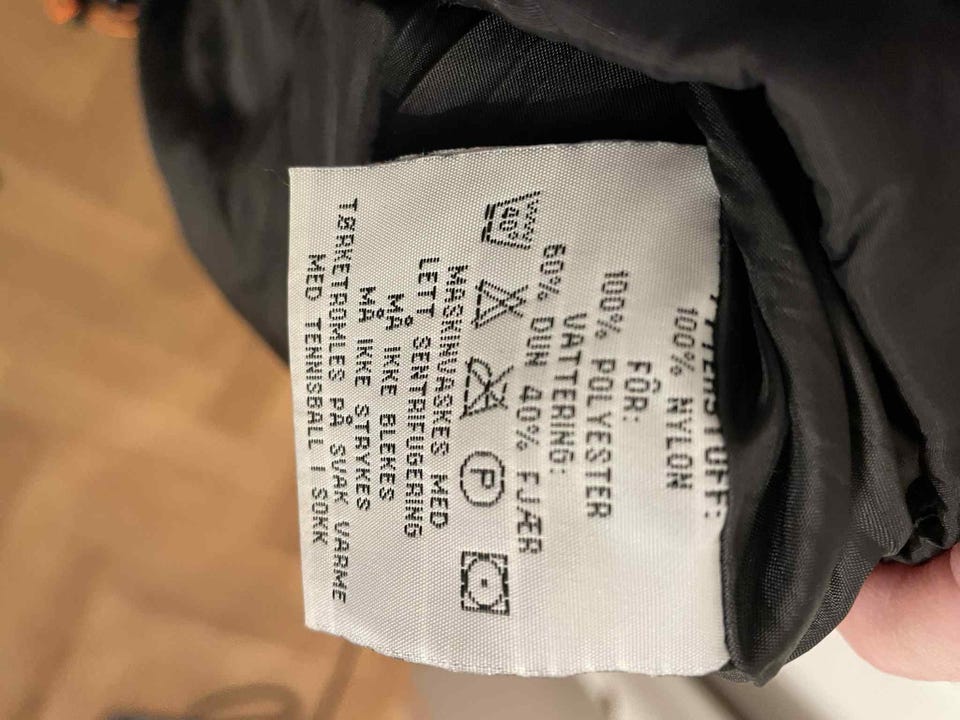 100% NYLON
FÔR:
100% POLYESTER
VATTERING:
60% DUN 40% FJÆR
40° P
MASKINVASKES MED
LETT SENTRIFUGERING
MÅ IKKE BLEKES
MÅ IKKE STRYKES
TØRKETROMLES PÅ SVAK VARME
MED TENNISBALL I SOKK